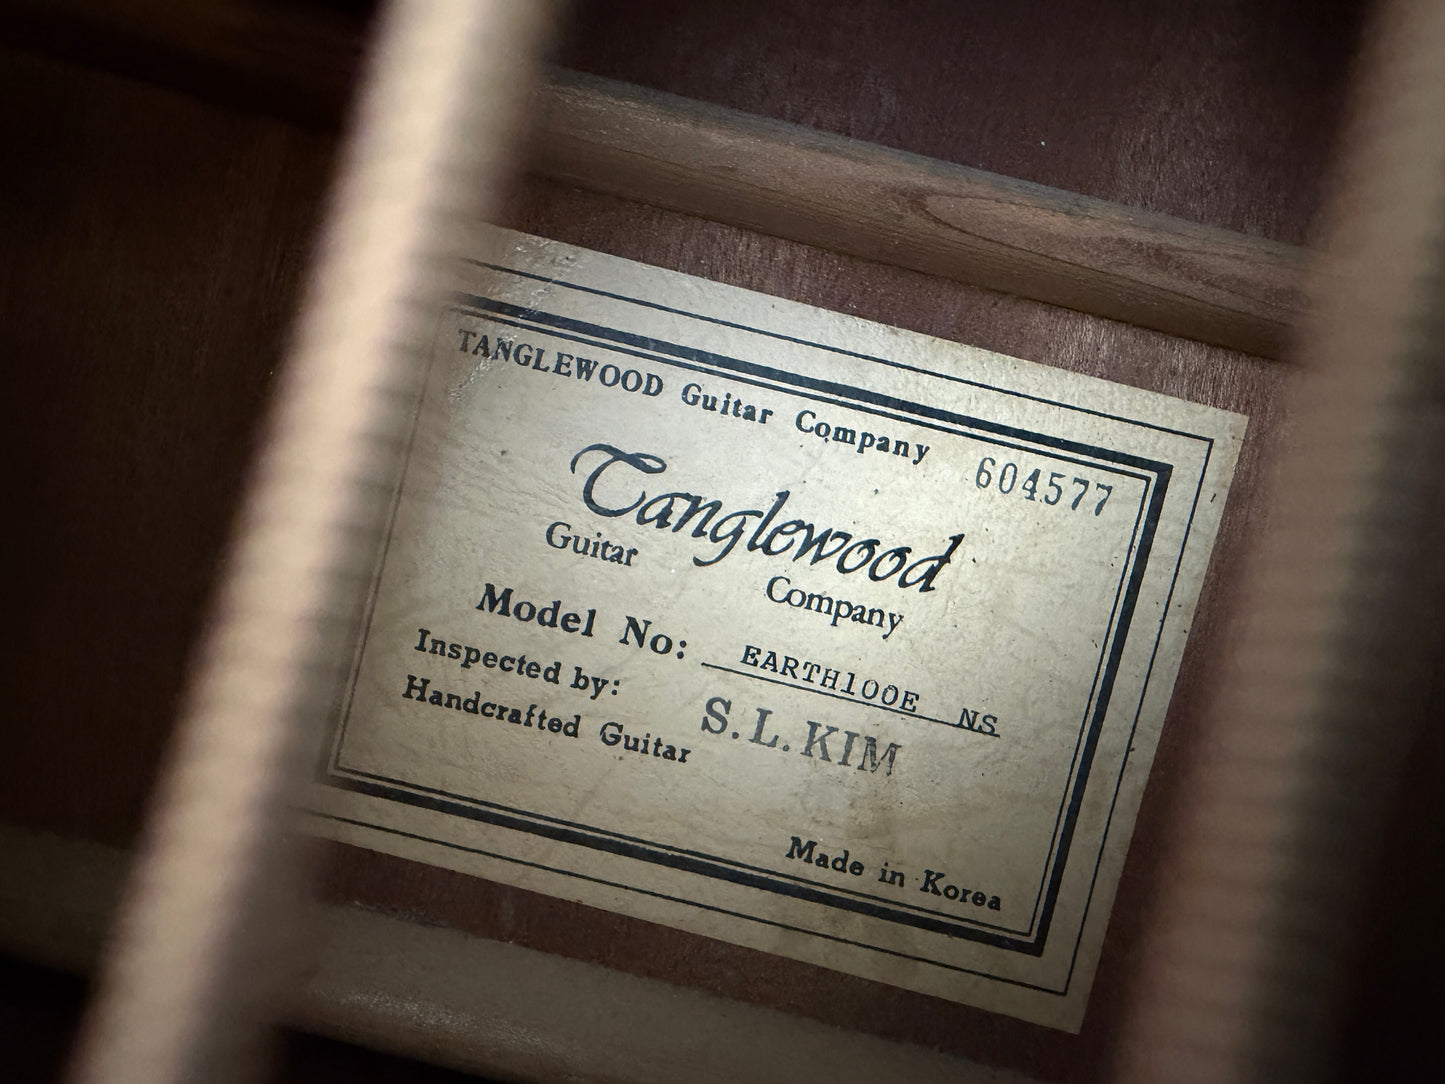 TANGLEWOOD Guitar Company 604577
Tanglewood
Guitar Company
Model No: EARTH100E NS
Inspected by: S.L.KIM
Handcrafted Guitar
Made in Korea